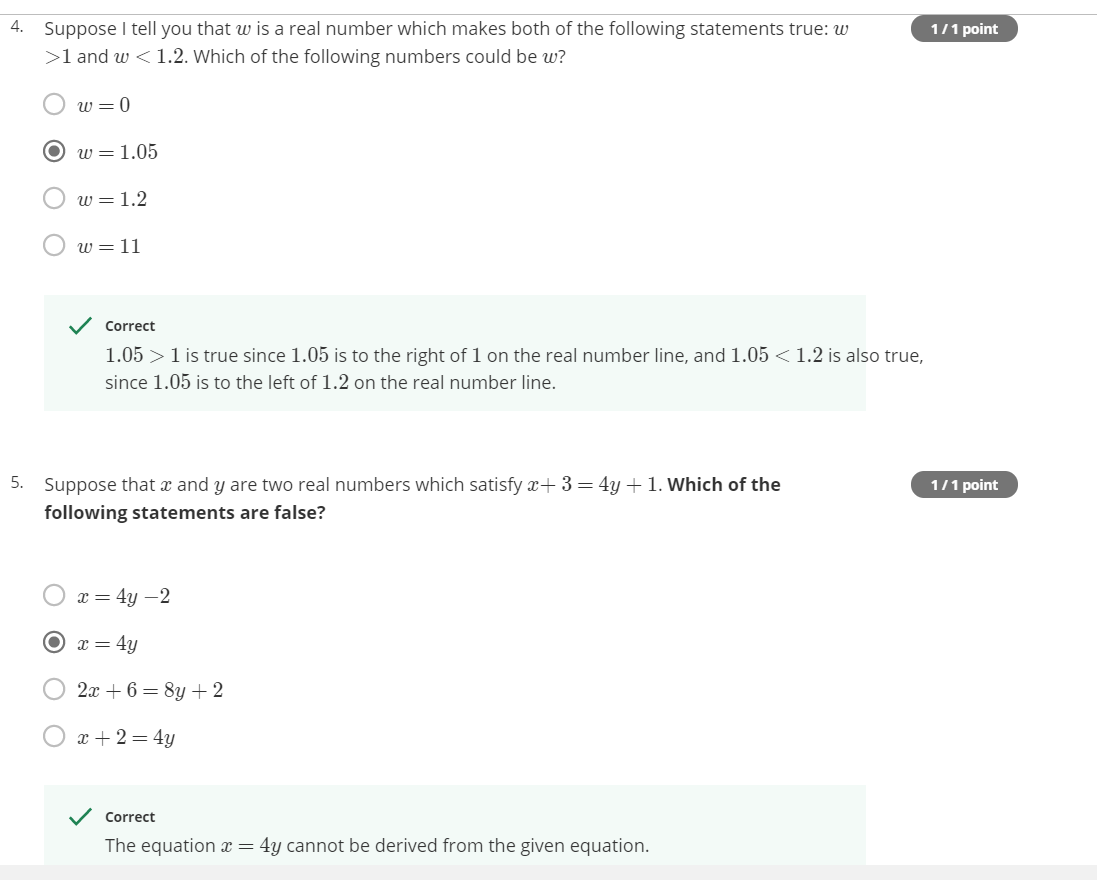 4. Suppose I tell you that w is a real number which makes both of the following statements true: w
1 / 1 point
>1 and w < 1.2. Which of the following numbers could be w?
w = 0
w = 1.05
w = 1.2
w = 11
Correct
1.05 > 1 is true since 1.05 is to the right of 1 on the real number line, and 1.05 < 1.2 is also true,
since 1.05 is to the left of 1.2 on the real number line.
5. Suppose that x and y are two real numbers which satisfy x+ 3 = 4y + 1. Which of the
1 / 1 point
following statements are false?
x = 4y −2
x = 4y
2x + 6 = 8y + 2
x + 2 = 4y
Correct
The equation x = 4y cannot be derived from the given equation.